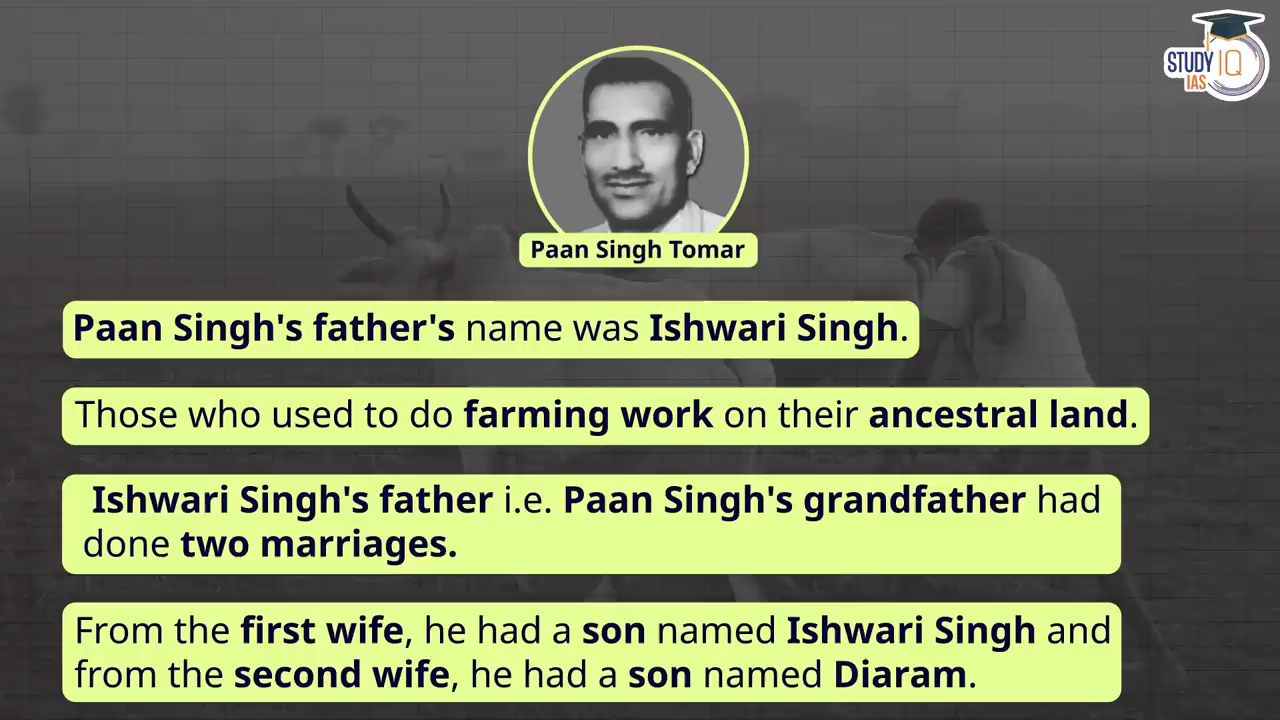 STUDY IQ
IAS
Paan Singh Tomar
Paan Singh's father's name was Ishwari Singh.
Those who used to do farming work on their ancestral land.
Ishwari Singh's father i.e. Paan Singh's grandfather had
done two marriages.
From the first wife, he had a son named Ishwari Singh and
from the second wife, he had a son named Diaram.